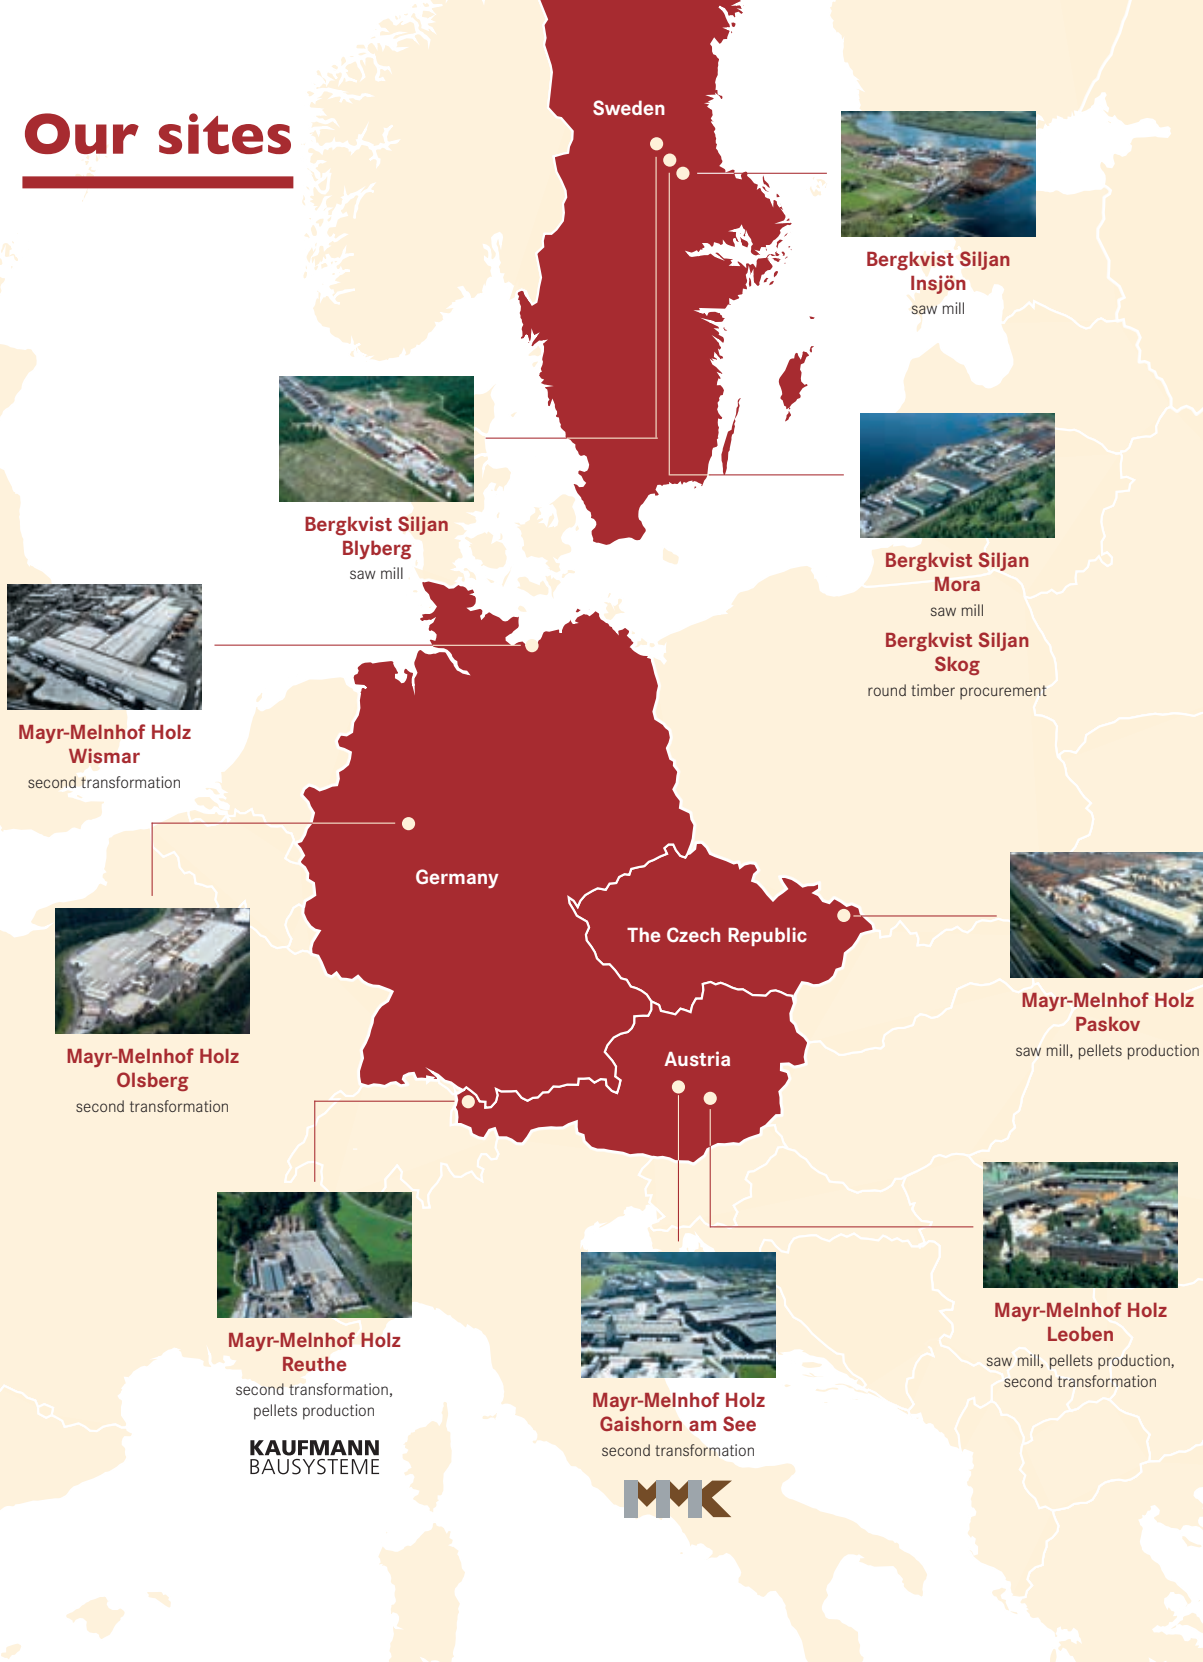 Our sites
Sweden
Bergkvist Siljan
Insjön
saw mill
Bergkvist Siljan
Blyberg
saw mill
Bergkvist Siljan
Mora
saw mill
Bergkvist Siljan
Skog
round timber procurement
Mayr-Melnhof Holz
Wismar
second transformation
Germany
The Czech Republic
Mayr-Melnhof Holz
Paskov
saw mill, pellets production
Mayr-Melnhof Holz
Olsberg
second transformation
Austria
Mayr-Melnhof Holz
Reuthe
second transformation,
pellets production
KAUFMANN
BAUSYSTEME
Mayr-Melnhof Holz
Gaishorn am See
second transformation
MMK
Mayr-Melnhof Holz
Leoben
saw mill, pellets production,
second transformation